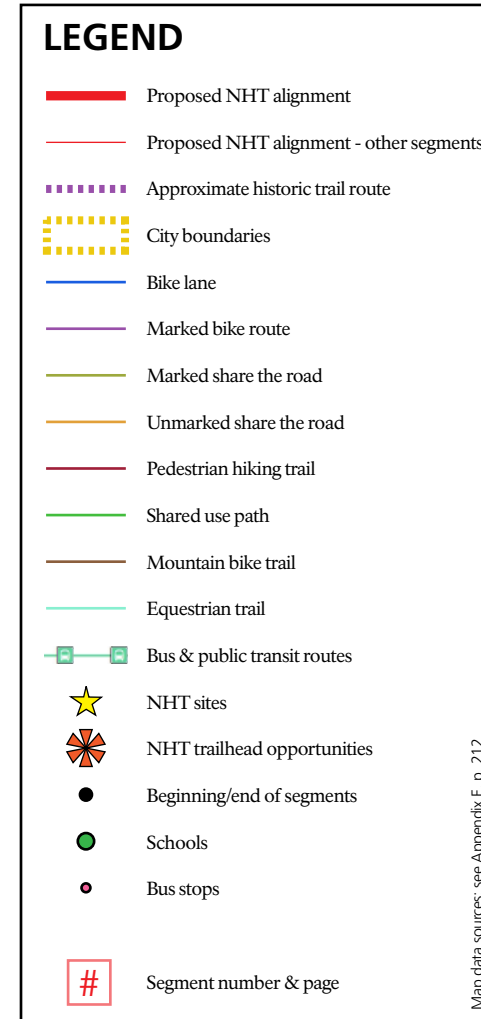 LEGEND
Proposed NHT alignment
Proposed NHT alignment - other segments
Approximate historic trail route
City boundaries
Bike lane
Marked bike route
Marked share the road
Unmarked share the road
Pedestrian hiking trail
Shared use path
Mountain bike trail
Equestrian trail
Bus & public transit routes
NHT sites
NHT trailhead opportunities
Beginning/end of segments
Schools
Bus stops
# Segment number & page
Map data sources: see Appendix E, p. 212